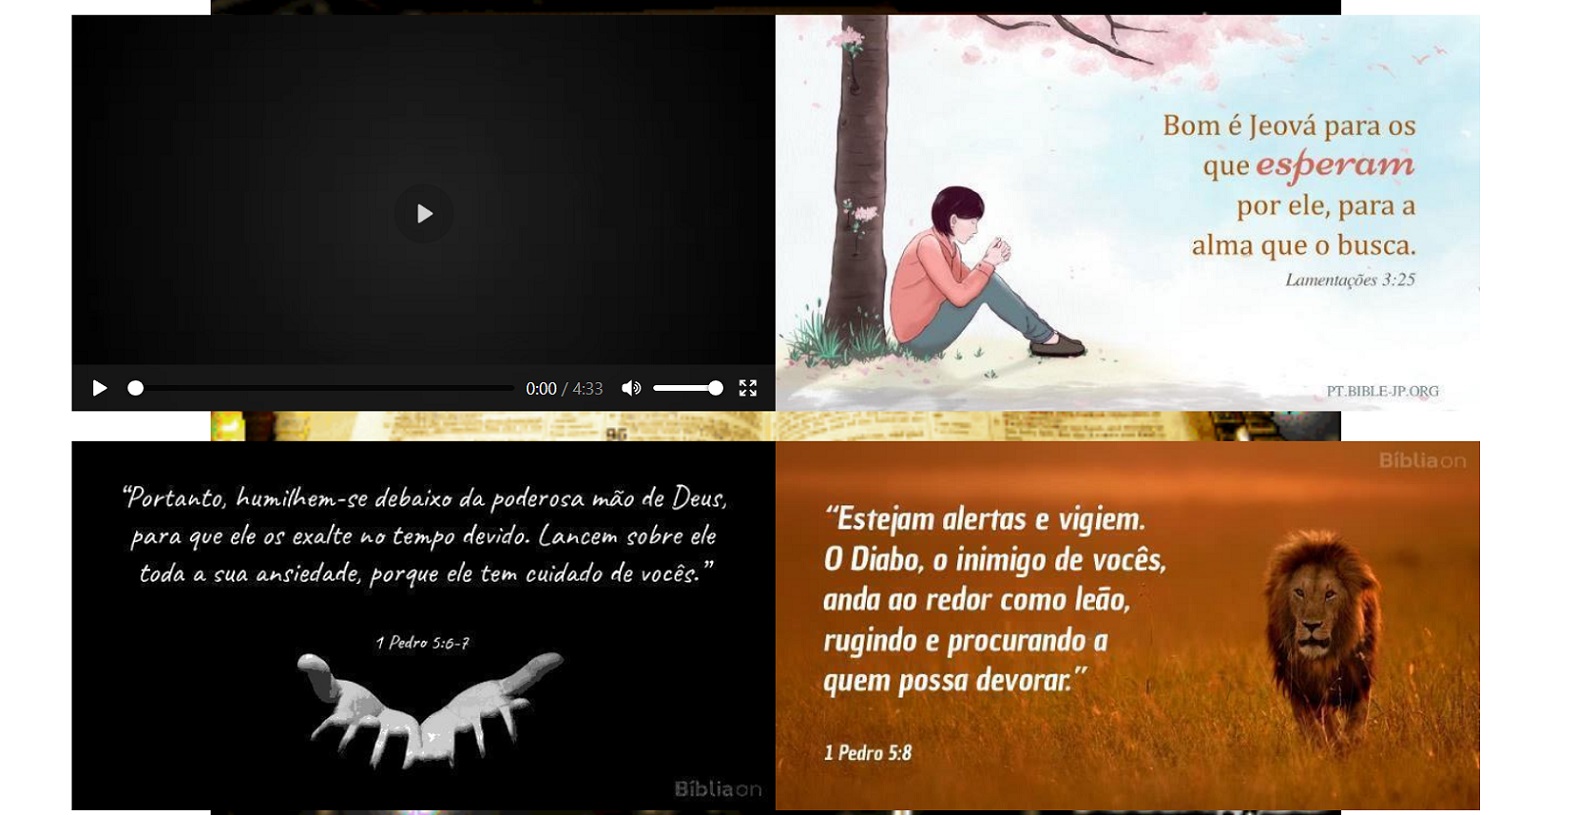 Bom é Jeová para os
que esperam
por ele, para a
alma que o busca.
Lamentações 3:25
PT.BIBLE-JP.ORG
0:00 / 4:33
96
“Portanto, humilhem-se debaixo da poderosa mão de Deus,
para que ele os exalte no tempo devido. Lancem sobre ele
toda a sua ansiedade, porque ele tem cuidado de vocês.”
1 Pedro 5:6-7
Bíbliaon
Bíbliaon
“Estejam alertas e vigiem.
O Diabo, o inimigo de vocês,
anda ao redor como leão,
rugindo e procurando a
quem possa devorar.”
1 Pedro 5:8